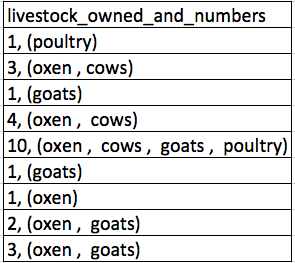 livestock_owned_and_numbers
1, (poultry)
3, (oxen , cows)
1, (goats)
4, (oxen ,  cows)
10, (oxen ,  cows ,  goats ,  poultry)
1, (goats)
1, (oxen)
2, (oxen ,  goats)
3, (oxen ,  goats)